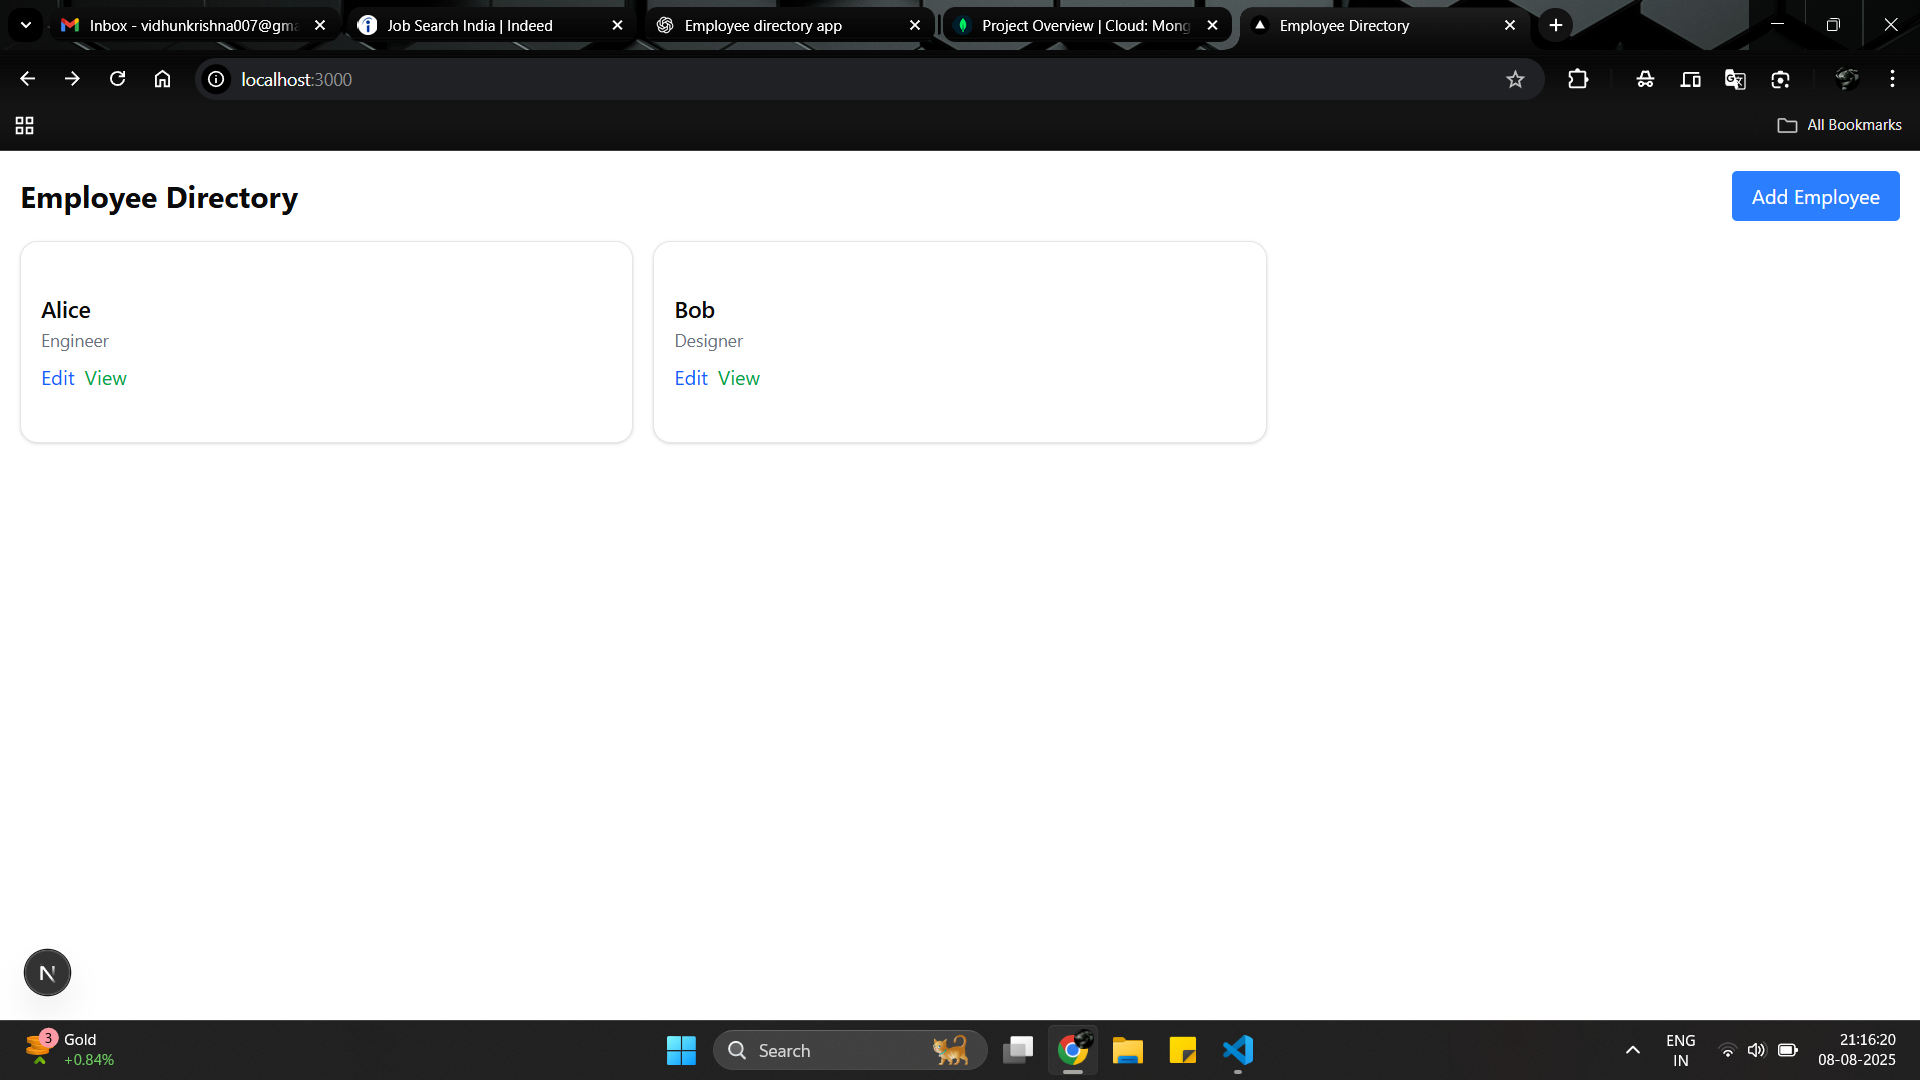 Inbox - vidhunkrishna007@gma
Job Search India | Indeed
Employee directory app
Project Overview | Cloud: Mong
Employee Directory
localhost:3000
All Bookmarks
Employee Directory
Add Employee
Alice
Engineer
Edit View
Bob
Designer
Edit View
N
3
Gold
+0.84%
Search
ENG
IN
21:16:20
08-08-2025